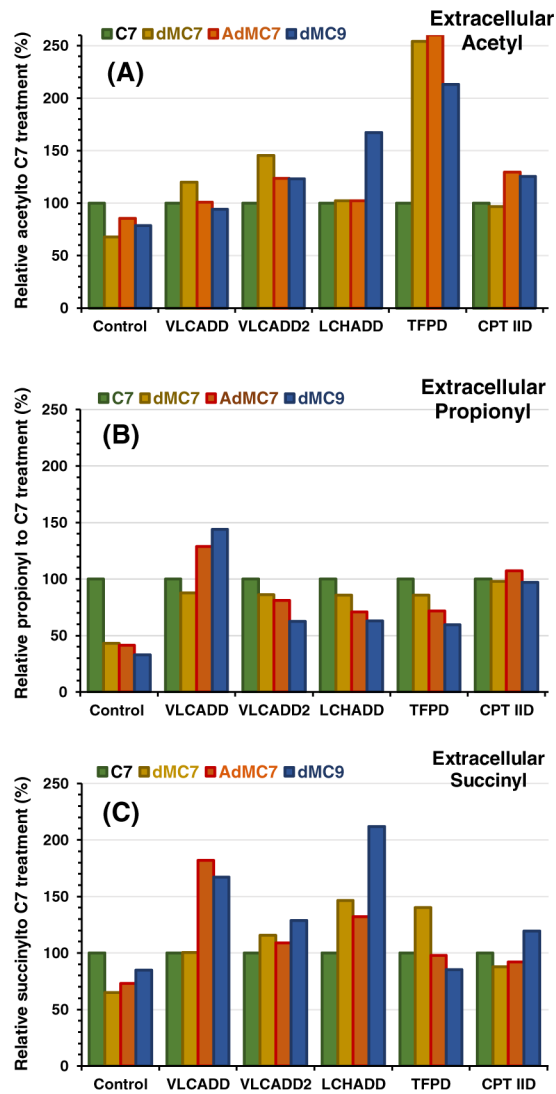 Extracellular
Acetyl
C7 dMC7 AdMC7 dMC9
(A)
Relative acetylto C7 treatment (%)
250
200
150
100
50
0
Control VLCADD VLCADD2 LCHADD TFPD CPT IID
Extracellular
Propionyl
C7 dMC7 AdMC7 dMC9
(B)
Relative propionyl to C7 treatment (%)
250
200
150
100
50
0
Control VLCADD VLCADD2 LCHADD TFPD CPT IID
Extracellular
Succinyl
C7 dMC7 AdMC7 dMC9
(C)
Relative succinylto C7 treatment (%)
250
200
150
100
50
0
Control VLCADD VLCADD2 LCHADD TFPD CPT IID